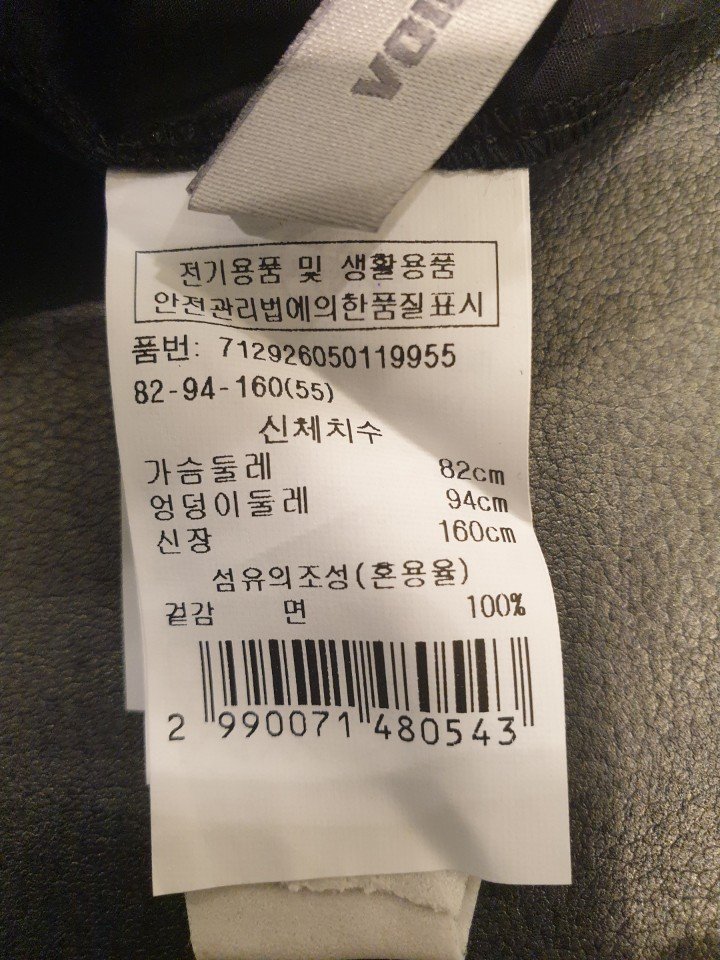 전기용품 및 생활용품
안전관리법에의한품질표시
품번: 712926050119955
82-94-160(55)
신체치수
가슴둘레 82cm
엉덩이둘레 94cm
신장 160cm
섬유의조성(혼용율)
겉감 면 100%
2 990071 480543